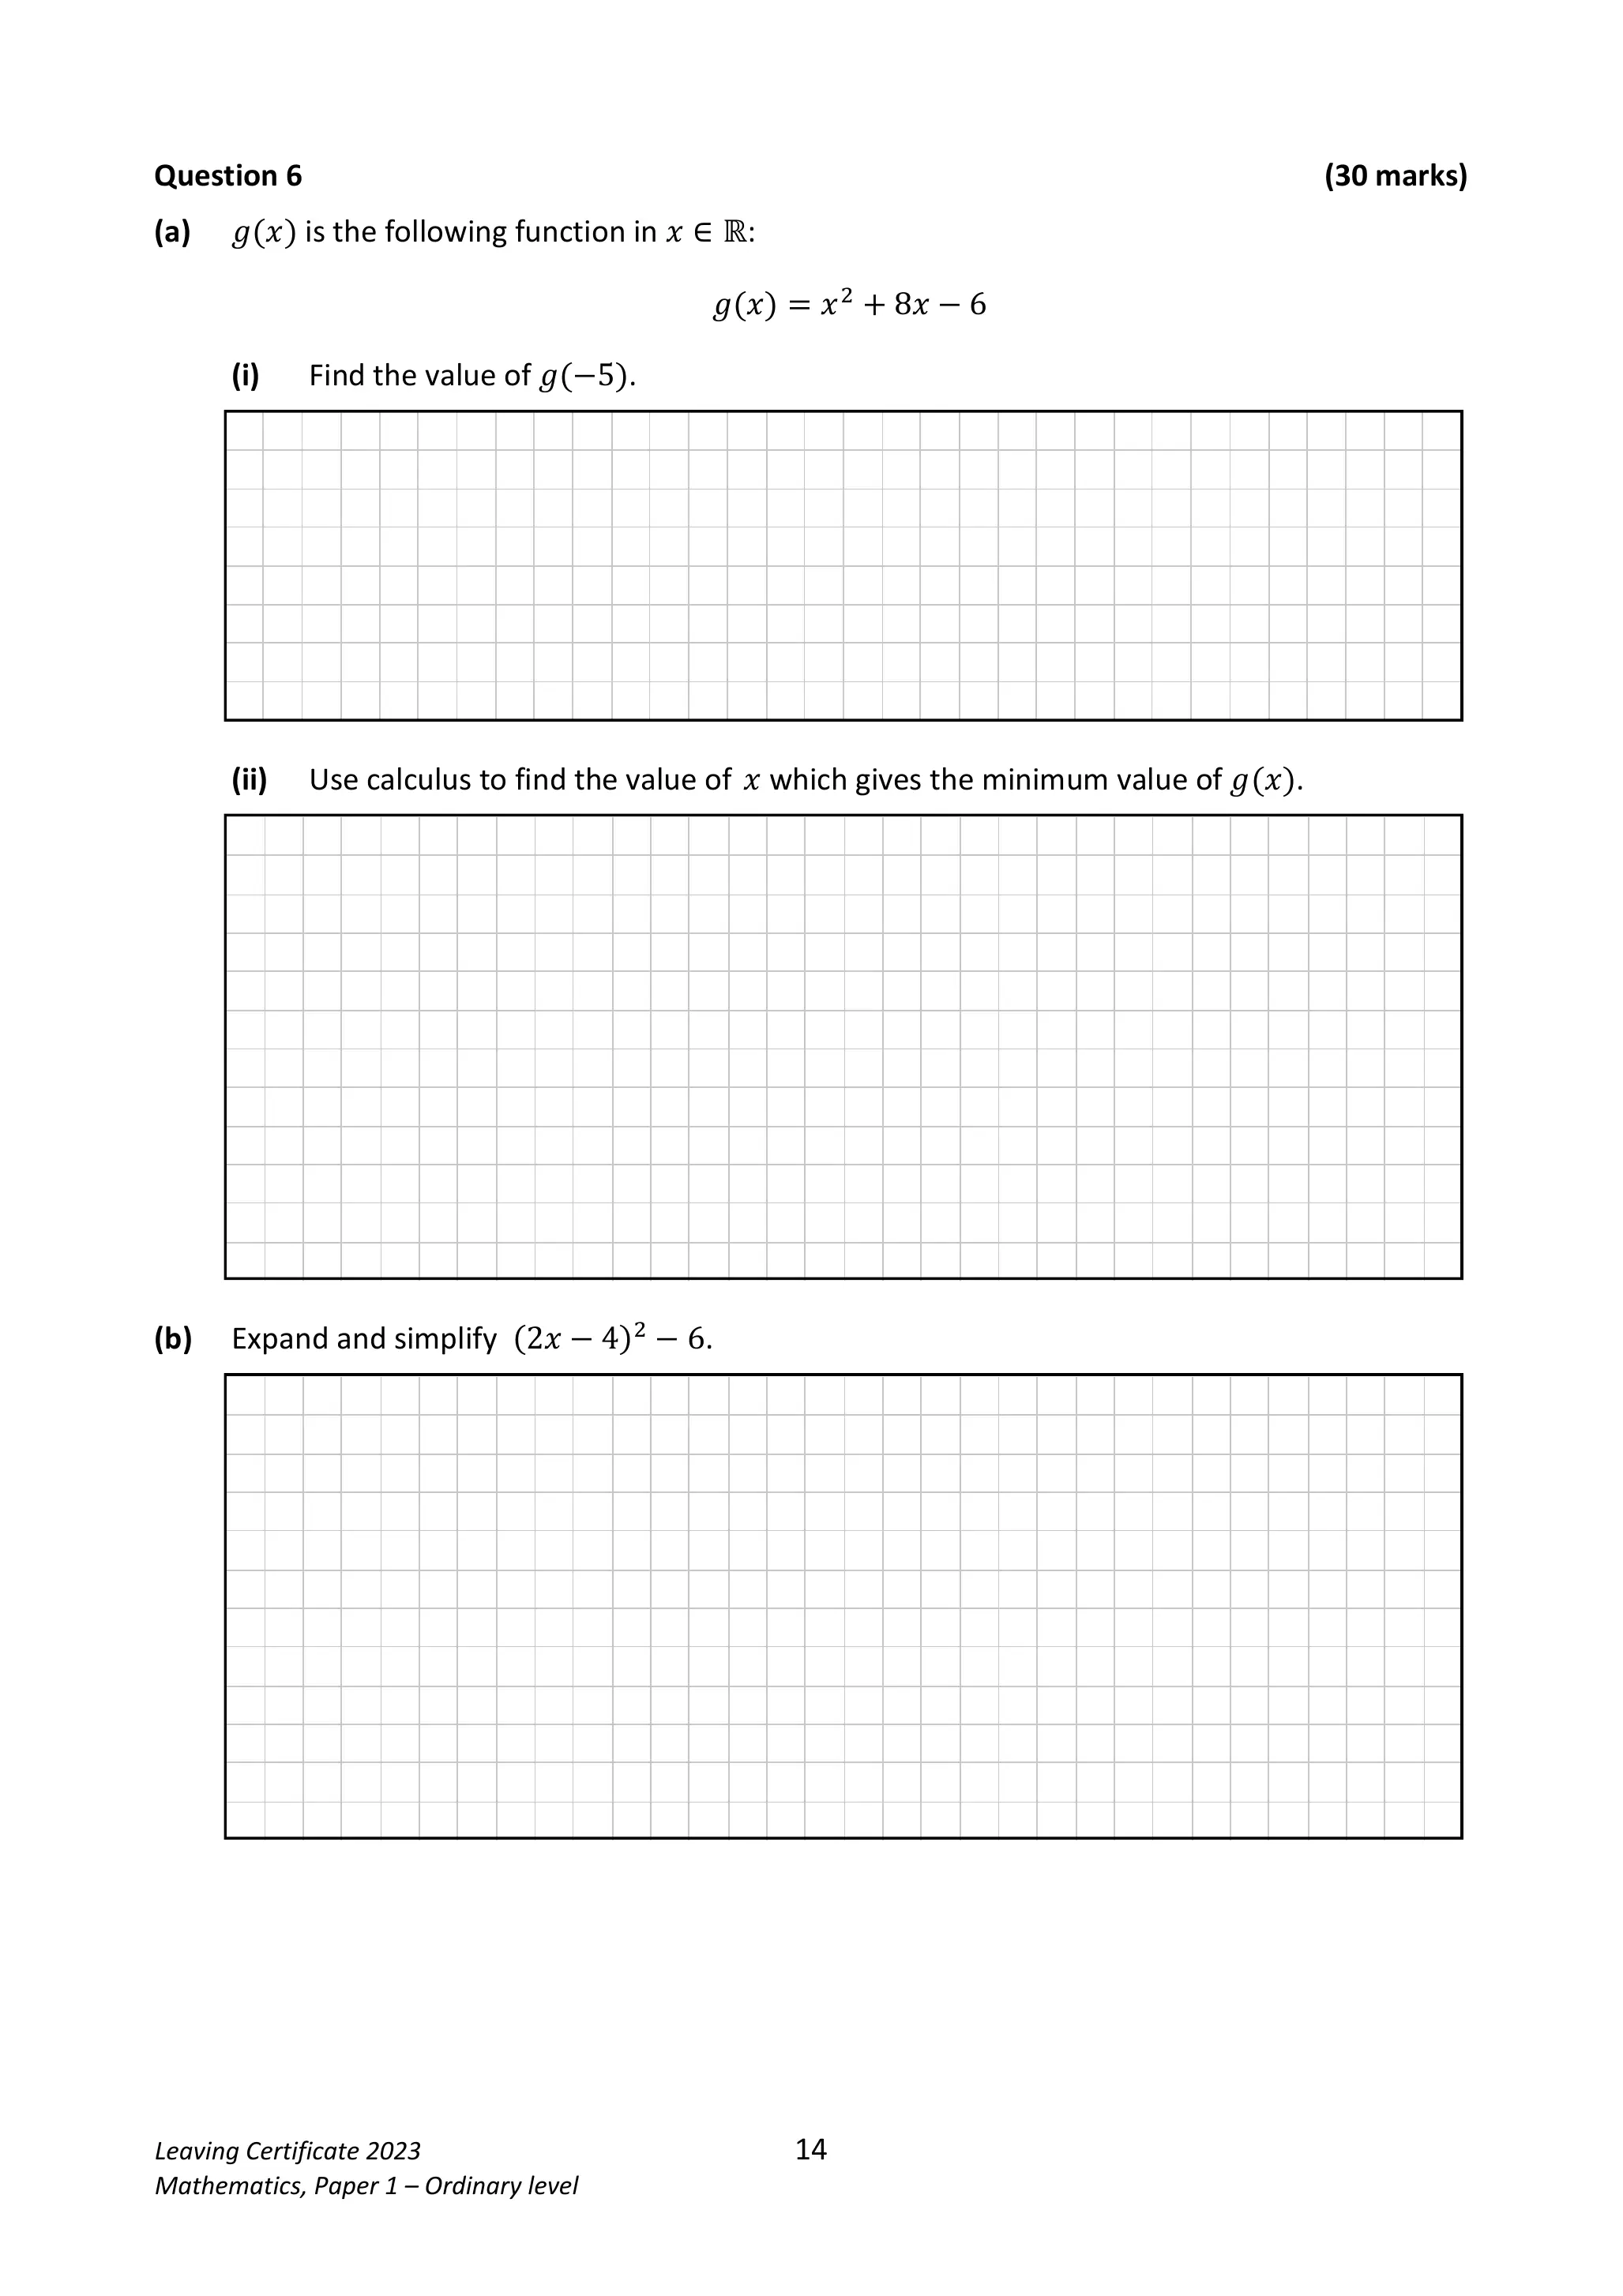 Question 6 (30 marks)
(a) g(x) is the following function in x ∈ ℝ:
g(x) = x² + 8x − 6
(i) Find the value of g(−5).
(ii) Use calculus to find the value of x which gives the minimum value of g(x).
(b) Expand and simplify (2x − 4)² − 6.
Leaving Certificate 2023 14
Mathematics, Paper 1 – Ordinary level